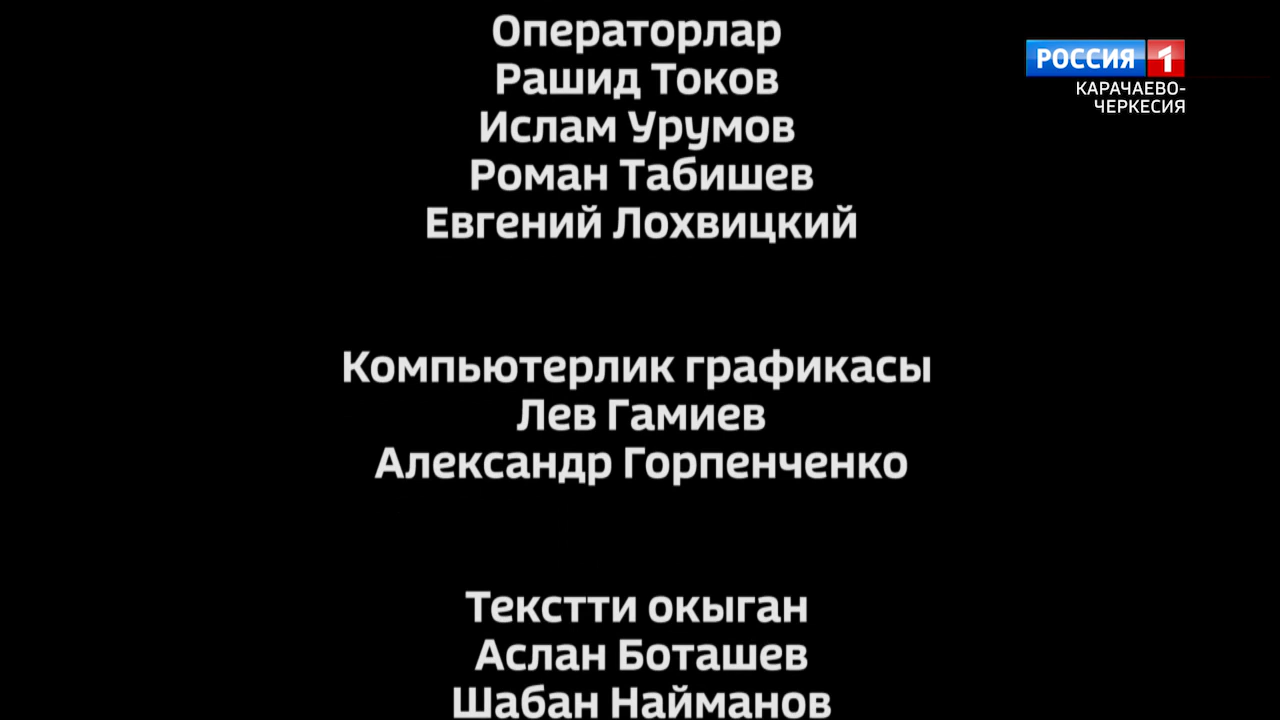 Операторлар
Рашид Токов
Ислам Урумов
Роман Табишев
Евгений Лохвицкий
РОССИЯ 1
КАРАЧАЕВО-
ЧЕРКЕСИЯ
Компьютерлик графикасы
Лев Гамиев
Александр Горпенченко
Текстти окыган
Аслан Боташев
Шабан Найманов